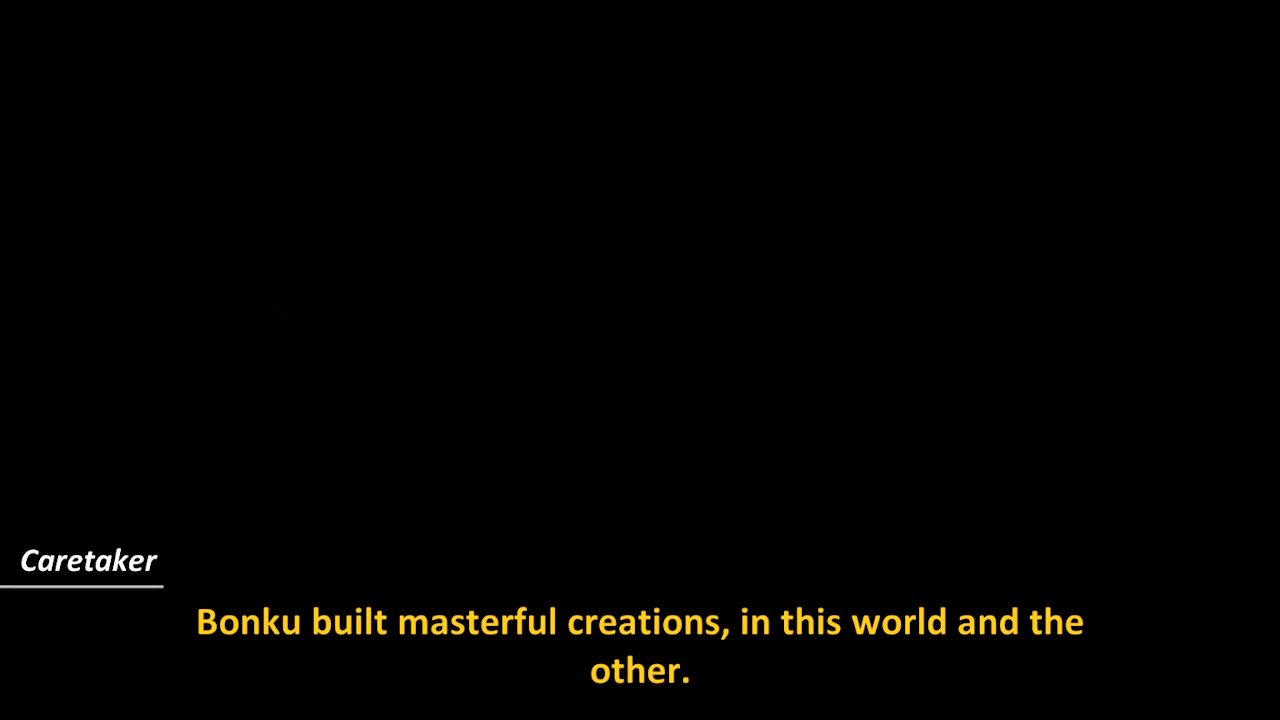 Caretaker
Bonku built masterful creations, in this world and the
other.